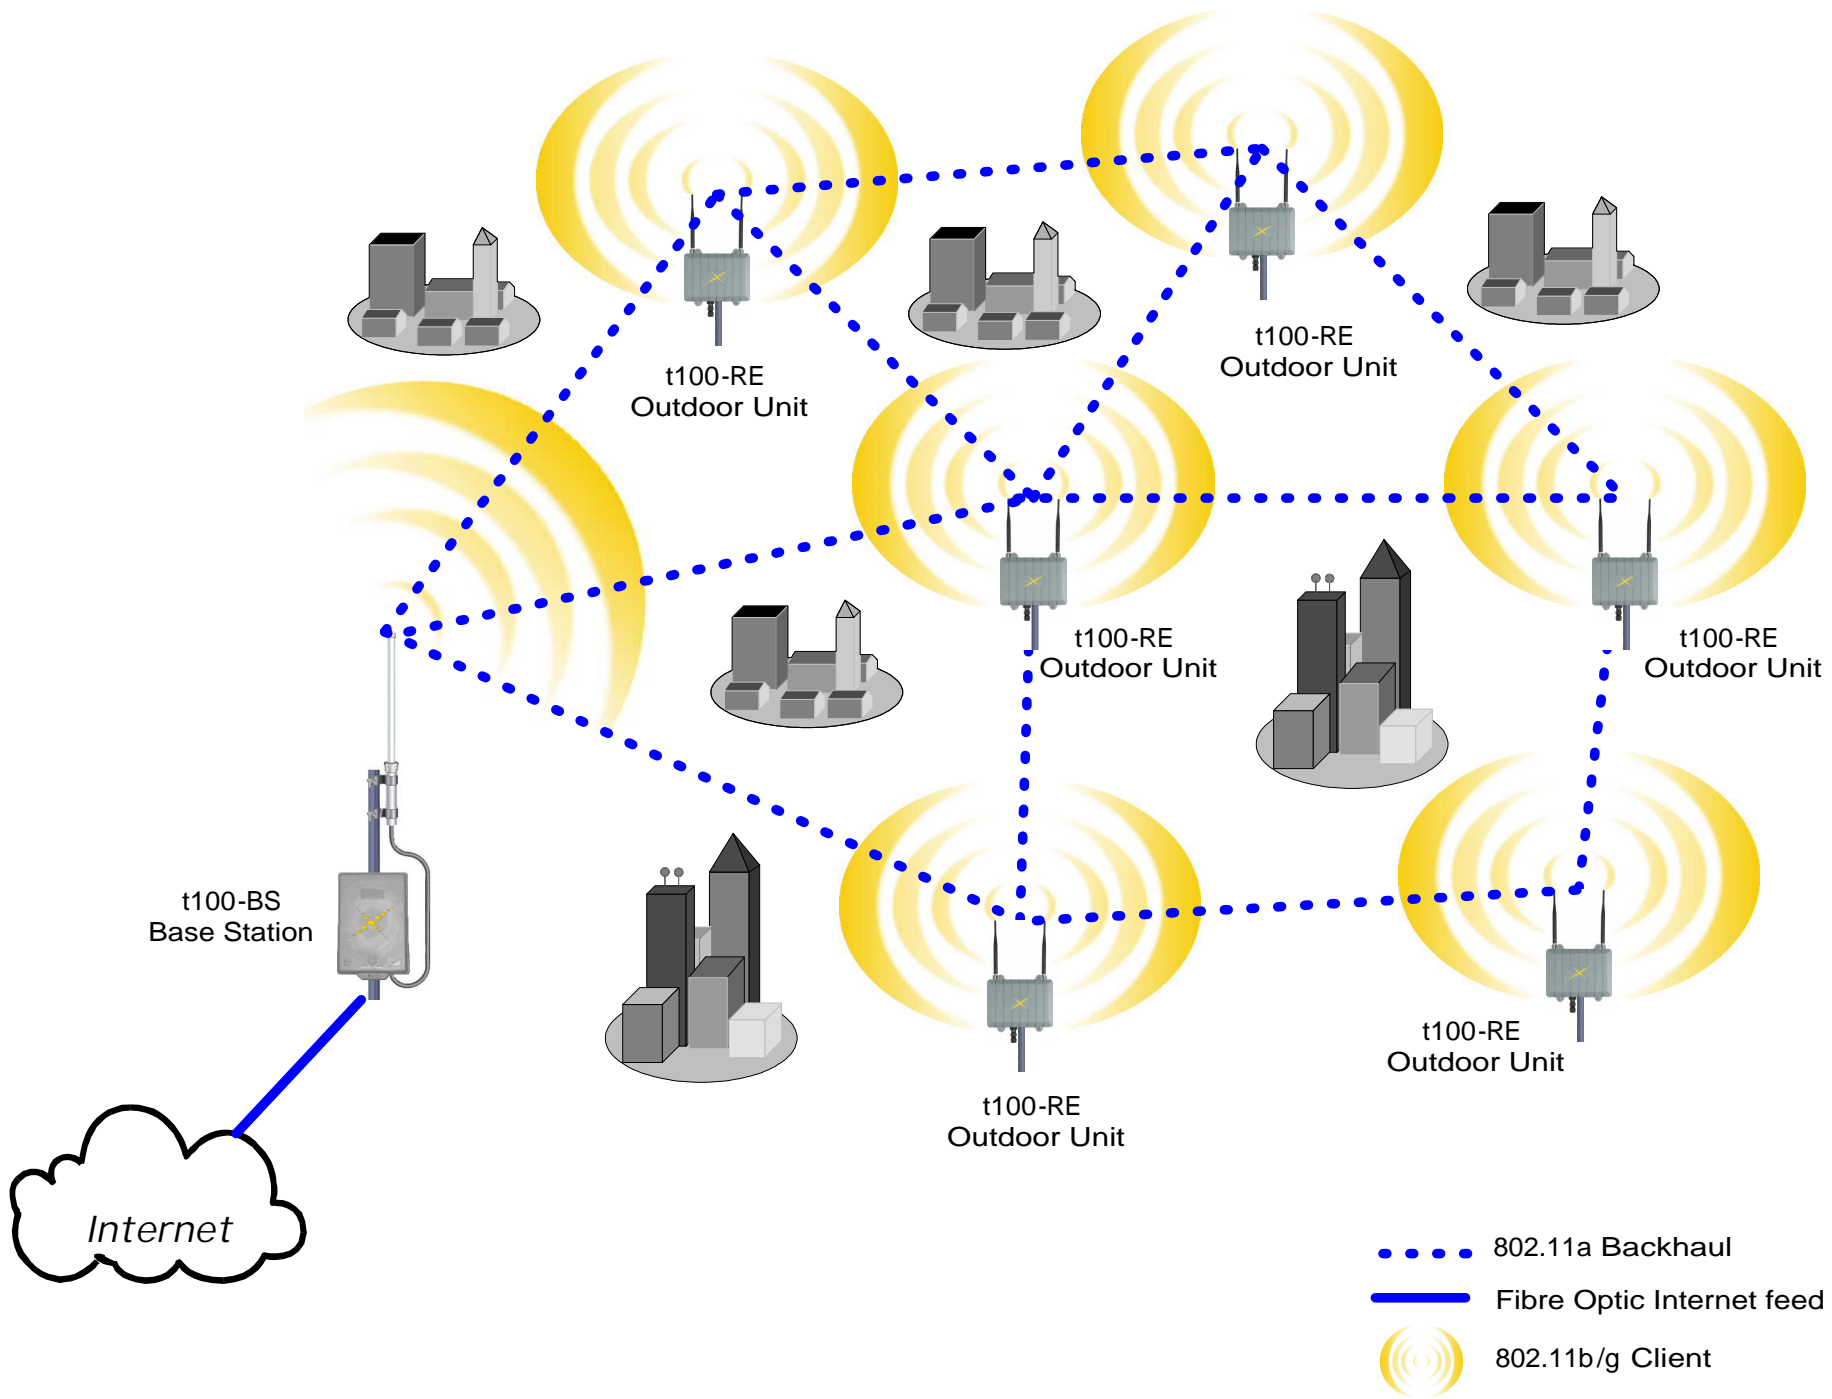 t100-RE
Outdoor Unit
t100-RE
Outdoor Unit
t100-RE
Outdoor Unit
t100-RE
Outdoor Unit
t100-BS
Base Station
t100-RE
Outdoor Unit
t100-RE
Outdoor Unit
Internet
802.11a Backhaul
Fibre Optic Internet feed
802.11b/g Client